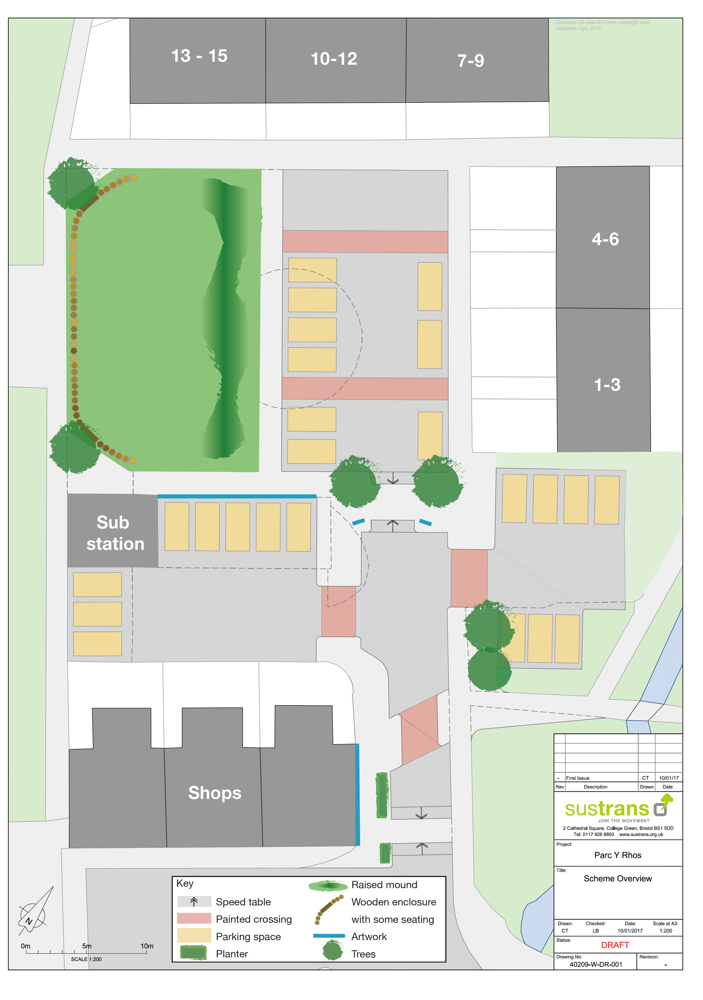 Contains OS data © Crown copyright and
database right 2015
13 - 15
10-12
7-9
4-6
1-3
Sub
station
Shops
Key
Speed table
Painted crossing
Parking space
Planter
Raised mound
Wooden enclosure
with some seating
Artwork
Trees
N
0m 5m 10m
SCALE 1:200
- First Issue CT 10/01/17
Rev Description Drawn Date
sustrans
JOIN THE MOVEMENT
2 Cathedral Square, College Green, Bristol BS1 5DD
Tel: 0117 926 8893 www.sustrans.org.uk
Project:
Parc Y Rhos
Title:
Scheme Overview
Drawn: Checked: Date: Scale at A3:
CT LB 10/01/2017 1:200
Status:
DRAFT
Drawing No: Revision:
40209-W-DR-001 -